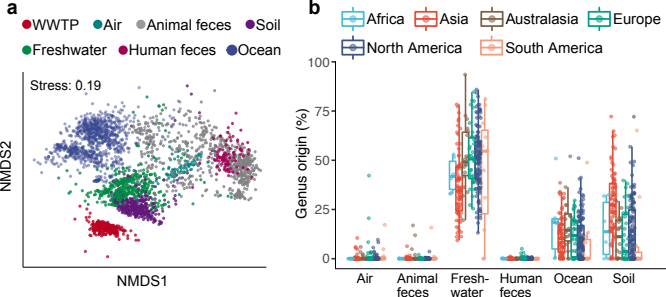 a
WWTP Air Animal feces Soil
Freshwater Human feces Ocean
Stress: 0.19
NMDS2
NMDS1
b
Africa Asia Australasia Europe
North America South America
Genus origin (%)
100
75
50
25
0
Air Animal feces Fresh-water Human feces Ocean Soil